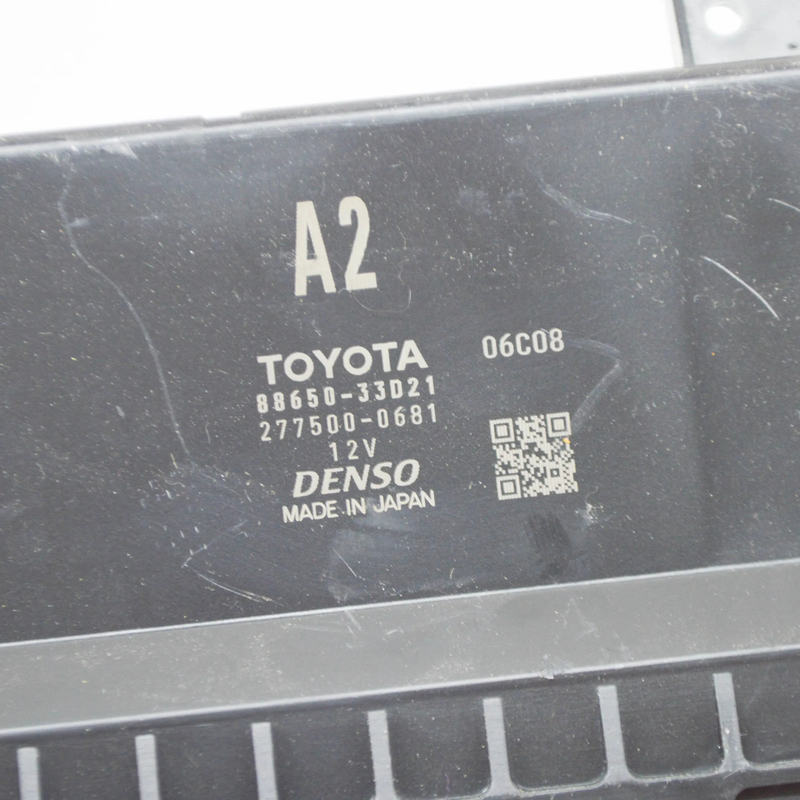 A2
TOYOTA 06C08
88650-33D21
277500-0681
12V
DENSO
MADE IN JAPAN